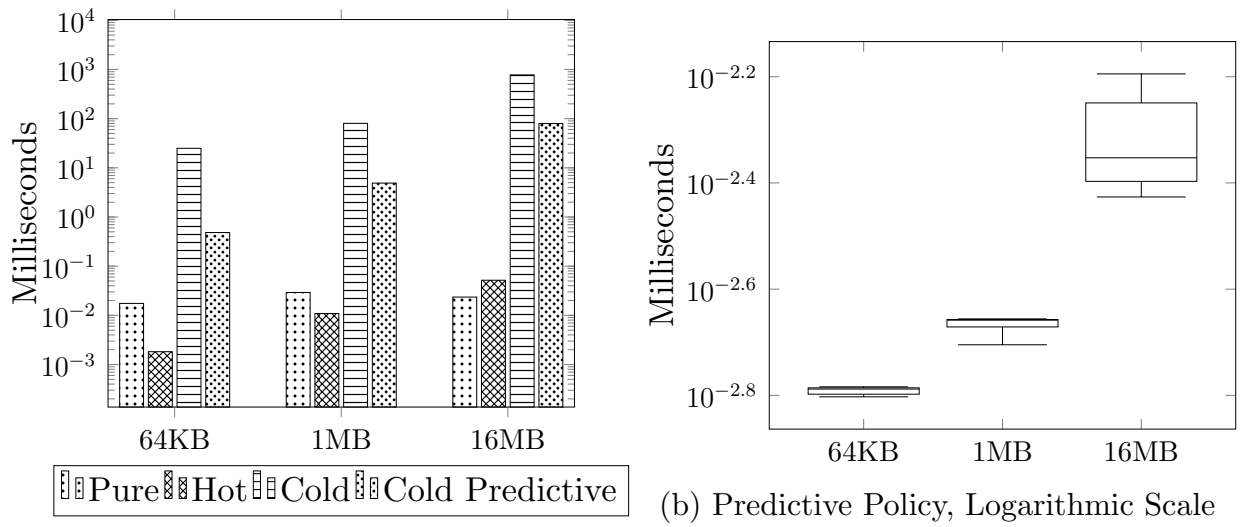 10^4
10^3
10^2
10^1
10^0
10^−1
10^−2
10^−3
Milliseconds
64KB 1MB 16MB
Pure Hot Cold Cold Predictive
10^−2.2
10^−2.4
10^−2.6
10^−2.8
Milliseconds
64KB 1MB 16MB
(b) Predictive Policy, Logarithmic Scale